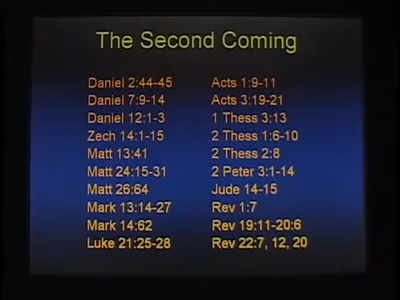 The Second Coming
Daniel 2:44-45
Daniel 7:9-14
Daniel 12:1-3
Zech 14:1-15
Matt 13:41
Matt 24:15-31
Matt 26:64
Mark 13:14-27
Mark 14:62
Luke 21:25-28
Acts 1:9-11
Acts 3:19-21
1 Thess 3:13
2 Thess 1:6-10
2 Thess 2:8
2 Peter 3:1-14
Jude 14-15
Rev 1:7
Rev 19:11-20:6
Rev 22:7, 12, 20